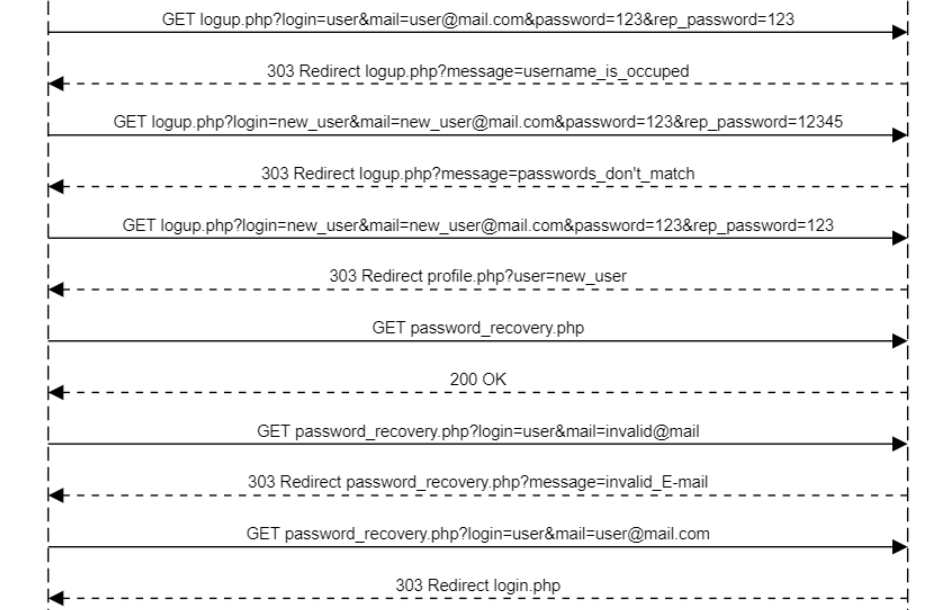 GET logup.php?login=user&mail=user@mail.com&password=123&rep_password=123
303 Redirect logup.php?message=username_is_occuped
GET logup.php?login=new_user&mail=new_user@mail.com&password=123&rep_password=12345
303 Redirect logup.php?message=passwords_don't_match
GET logup.php?login=new_user&mail=new_user@mail.com&password=123&rep_password=123
303 Redirect profile.php?user=new_user
GET password_recovery.php
200 OK
GET password_recovery.php?login=user&mail=invalid@mail
303 Redirect password_recovery.php?message=invalid_E-mail
GET password_recovery.php?login=user&mail=user@mail.com
303 Redirect login.php